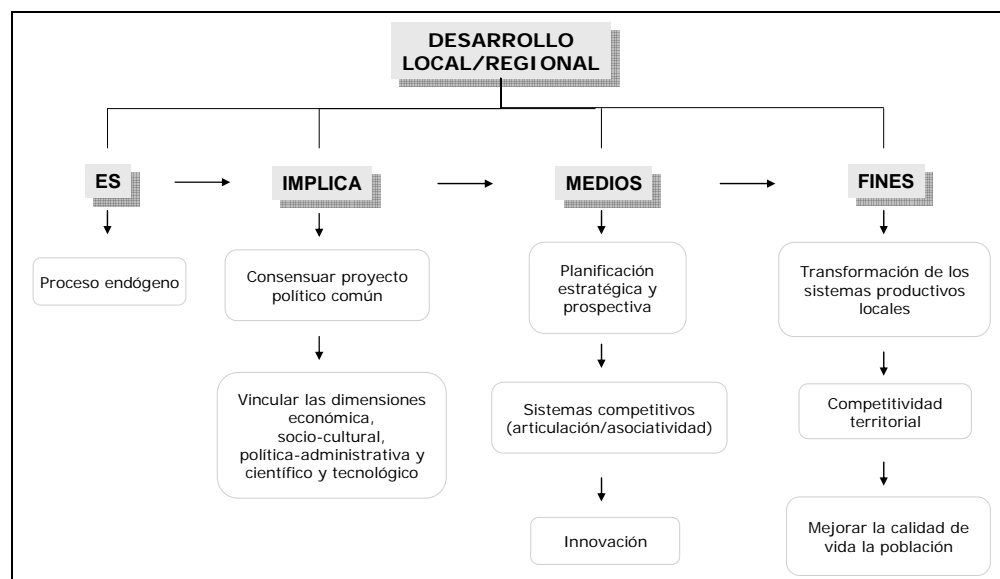 DESARROLLO
LOCAL/REGIONAL
ES
IMPLICA
MEDIOS
FINES
Proceso endógeno
Consensuar proyecto
político común
Vincular las dimensiones
económica,
socio-cultural,
política-administrativa y
científico y tecnológico
Planificación
estratégica y
prospectiva
Sistemas competitivos
(articulación/asociatividad)
Innovación
Transformación de los
sistemas productivos
locales
Competitividad
territorial
Mejorar la calidad de
vida la población